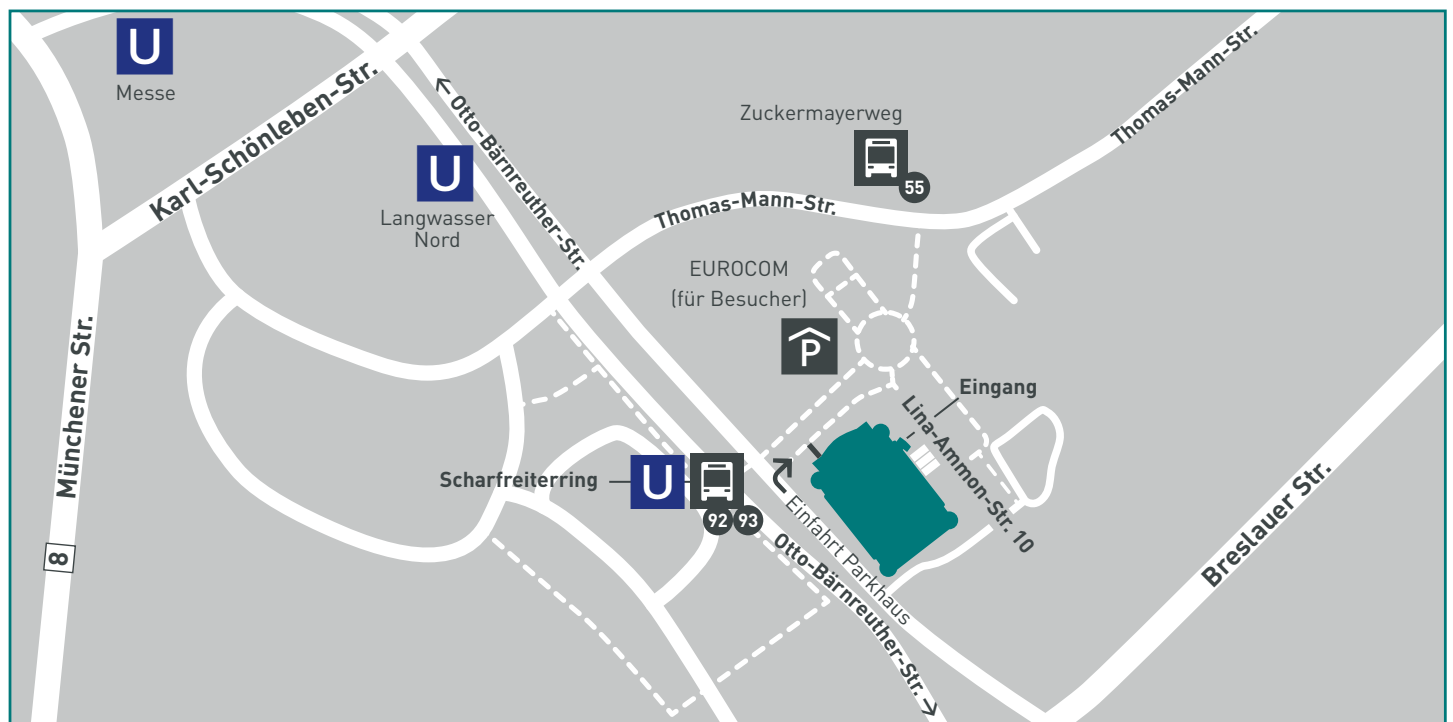 U
Messe
Karl-Schönleben-Str.
Otto-Bärnreuther-Str.
Thomas-Mann-Str.
Zuckermayerweg
55
U
Langwasser
Nord
Thomas-Mann-Str.
EUROCOM
(für Besucher)
P
Münchener Str.
8
Eingang
Lina-Ammon-Str. 10
Scharfreiterring
U
92
93
Einfahrt Parkhaus
Otto-Bärnreuther-Str.
Breslauer Str.